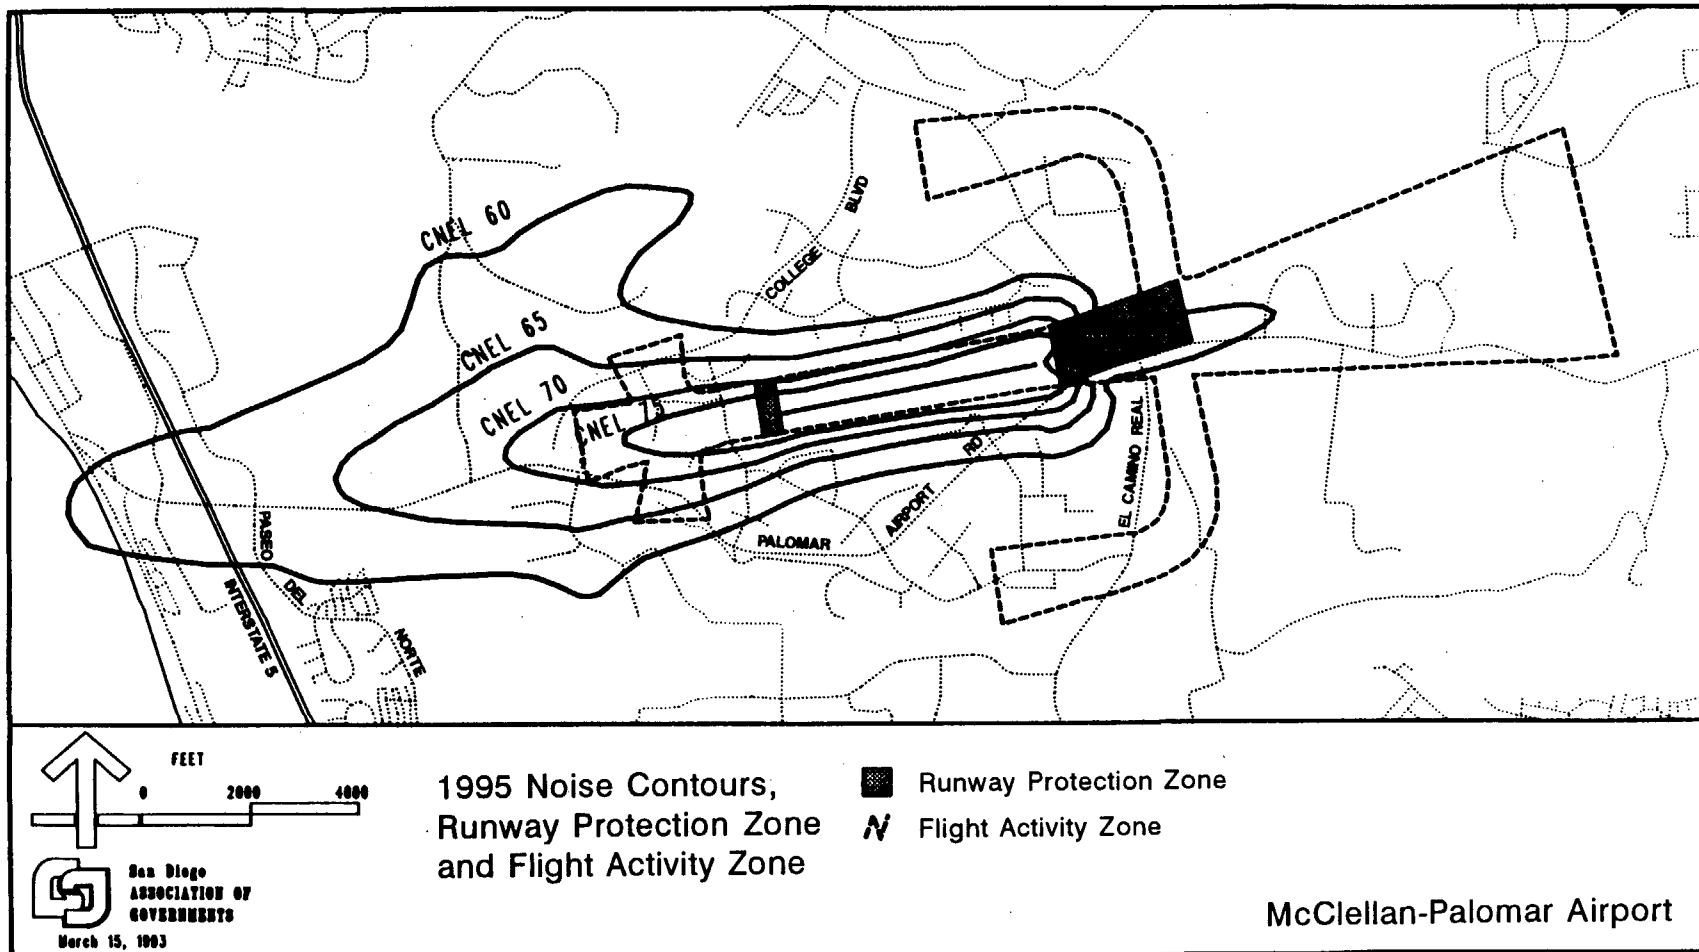 CNEL 60
BLVD
COLLEGE
CNEL 65
CNEL 70
CNEL 75
RD
AIRPORT
PALOMAR
EL CAMINO REAL
PASEO
DEL
NORTE
INTERSTATE 5
FEET
0 2000 4000
1995 Noise Contours,
Runway Protection Zone
and Flight Activity Zone
Runway Protection Zone
Flight Activity Zone
San Diego
ASSOCIATION OF
GOVERNMENTS
March 15, 1993
McClellan-Palomar Airport